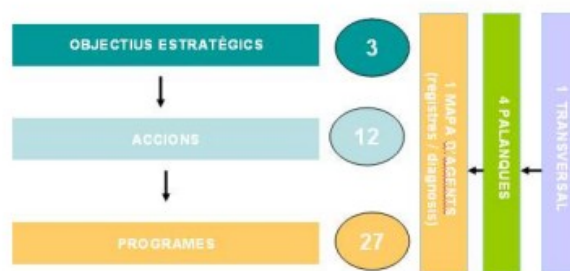 OBJECTIUS ESTRATÈGICS
3
ACCIONS
12
PROGRAMES
27
1 MAPA D'AGENTS
(registres / diagnosis)
4 PALANQUES
1 TRANSVERSAL